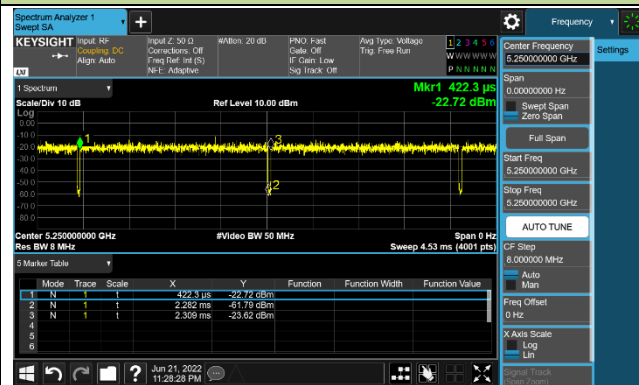 Spectrum Analyzer 1
Swept SA
Frequency
KEYSIGHT
Input: RF
Coupling: DC
Align: Auto
Input Z: 50 Ω
Corrections: Off
Freq Ref: Int (S)
NFE: Adaptive
#Atten: 20 dB
PNO: Fast
Gate: Off
IF Gain: Low
Sig Track: Off
Avg Type: Voltage
Trig: Free Run
1 2 3 4 5 6
W W W W W W
P N N N N N
LXI
Center Frequency
5.250000000 GHz
Settings
Span
0.00000000 Hz
Swept Span
Zero Span
Full Span
Start Freq
5.250000000 GHz
Stop Freq
5.250000000 GHz
AUTO TUNE
CF Step
8.000000 MHz
Auto
Man
Freq Offset
0 Hz
X Axis Scale
Log
Lin
Signal Track
(Span Zoom)
1 Spectrum
Mkr1 422.3 µs
Scale/Div 10 dB
Ref Level 10.00 dBm
-22.72 dBm
Log
0.00
-10.0
-20.0
-30.0
-40.0
-50.0
-60.0
-70.0
-80.0
1
3
2
Center 5.250000000 GHz
#Video BW 50 MHz
Span 0 Hz
Res BW 8 MHz
Sweep 4.53 ms (4001 pts)
5 Marker Table
Mode Trace Scale X Y Function Function Width Function Value
1 N 1 t 422.3 µs -22.72 dBm
2 N 1 t 2.282 ms -61.79 dBm
3 N 1 t 2.309 ms -23.62 dBm
4
5
6
Jun 21, 2022
11:28:28 PM